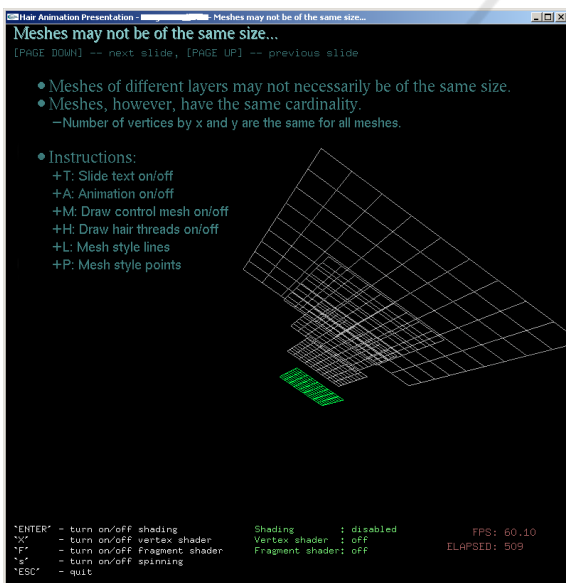 Hair Animation Presentation - - Meshes may not be of the same size...
Meshes may not be of the same size...
[PAGE DOWN] -- next slide, [PAGE UP] -- previous slide
● Meshes of different layers may not necessarily be of the same size.
● Meshes, however, have the same cardinality.
—Number of vertices by x and y are the same for all meshes.
● Instructions:
+T: Slide text on/off
+A: Animation on/off
+M: Draw control mesh on/off
+H: Draw hair threads on/off
+L: Mesh style lines
+P: Mesh style points
`ENTER' - turn on/off shading
`X' - turn on/off vertex shader
`F' - turn on/off fragment shader
`s' - turn on/off spinning
`ESC' - quit
Shading : disabled
Vertex shader : off
Fragment shader: off
FPS: 60.10
ELAPSED: 509